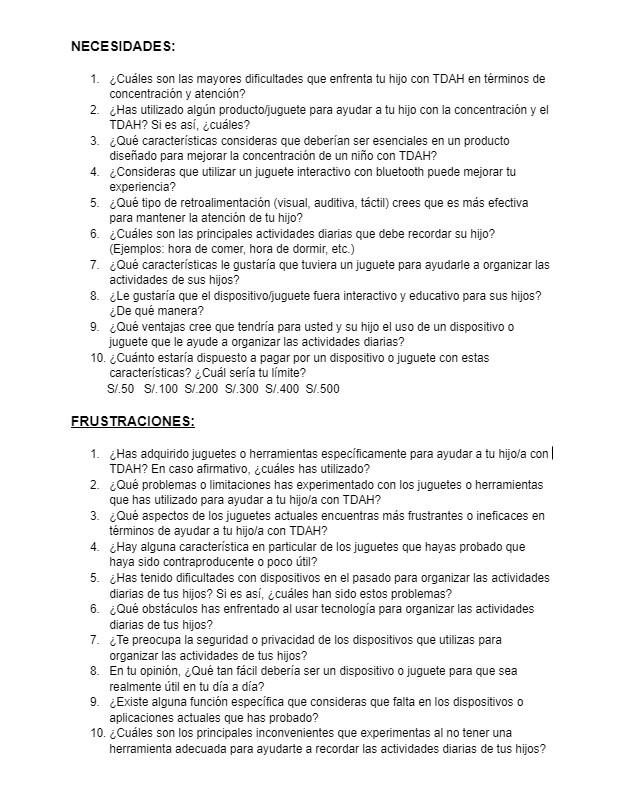 NECESIDADES:
1. ¿Cuáles son las mayores dificultades que enfrenta tu hijo con TDAH en términos de
concentración y atención?
2. ¿Has utilizado algún producto/juguete para ayudar a tu hijo con la concentración y el
TDAH? Si es así, ¿cuáles?
3. ¿Qué características consideras que deberían ser esenciales en un producto
diseñado para mejorar la concentración de un niño con TDAH?
4. ¿Consideras que utilizar un juguete interactivo con bluetooth puede mejorar tu
experiencia?
5. ¿Qué tipo de retroalimentación (visual, auditiva, táctil) crees que es más efectiva
para mantener la atención de tu hijo?
6. ¿Cuáles son las principales actividades diarias que debe recordar su hijo?
(Ejemplos: hora de comer, hora de dormir, etc.)
7. ¿Qué características le gustaría que tuviera un juguete para ayudarle a organizar las
actividades de sus hijos?
8. ¿Le gustaría que el dispositivo/juguete fuera interactivo y educativo para sus hijos?
¿De qué manera?
9. ¿Qué ventajas cree que tendría para usted y su hijo el uso de un dispositivo o
juguete que le ayude a organizar las actividades diarias?
10. ¿Cuánto estaría dispuesto a pagar por un dispositivo o juguete con estas
características? ¿Cuál sería tu límite?
S/.50 S/.100 S/.200 S/.300 S/.400 S/.500
FRUSTRACIONES:
1. ¿Has adquirido juguetes o herramientas específicamente para ayudar a tu hijo/a con
TDAH? En caso afirmativo, ¿cuáles has utilizado?
2. ¿Qué problemas o limitaciones has experimentado con los juguetes o herramientas
que has utilizado para ayudar a tu hijo/a con TDAH?
3. ¿Qué aspectos de los juguetes actuales encuentras más frustrantes o ineficaces en
términos de ayudar a tu hijo/a con TDAH?
4. ¿Hay alguna característica en particular de los juguetes que hayas probado que
haya sido contraproducente o poco útil?
5. ¿Has tenido dificultades con dispositivos en el pasado para organizar las actividades
diarias de tus hijos? Si es así, ¿cuáles han sido estos problemas?
6. ¿Qué obstáculos has enfrentado al usar tecnología para organizar las actividades
diarias de tus hijos?
7. ¿Te preocupa la seguridad o privacidad de los dispositivos que utilizas para
organizar las actividades de tus hijos?
8. En tu opinión, ¿Qué tan fácil debería ser un dispositivo o juguete para que sea
realmente útil en tu día a día?
9. ¿Existe alguna función específica que consideras que falta en los dispositivos o
aplicaciones actuales que has probado?
10. ¿Cuáles son los principales inconvenientes que experimentas al no tener una
herramienta adecuada para ayudarte a recordar las actividades diarias de tus hijos?